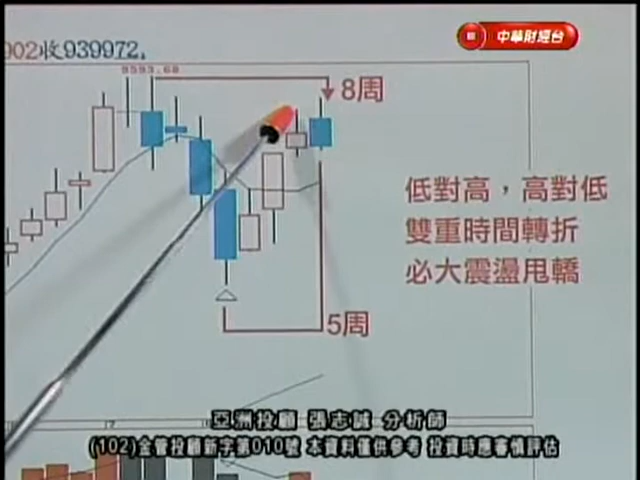 902收939972.
中華財經台
9593.68
8周
低對高，高對低
雙重時間轉折
必大震盪甩轎
5周
亞洲投顧 張志誠 分析師
(102)金管投顧新字第010號 本資料僅供參考 投資時應審慎評估